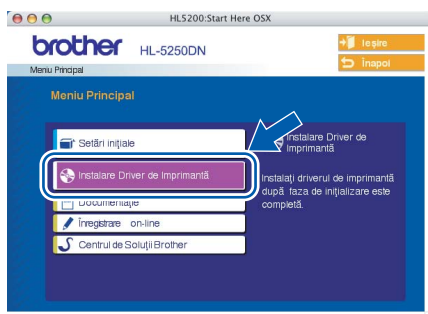 HL5200:Start Here OSX
brother
HL-5250DN
Ieşire
Înapoi
Meniu Principal
Meniu Principal
Setări iniţiale
Instalare Driver de Imprimantă
Documentaţie
Înregistrare on-line
Centrul de Soluţii Brother
Instalare Driver de
Imprimantă
Instalaţi driverul de imprimantă
după faza de iniţializare este
completă.